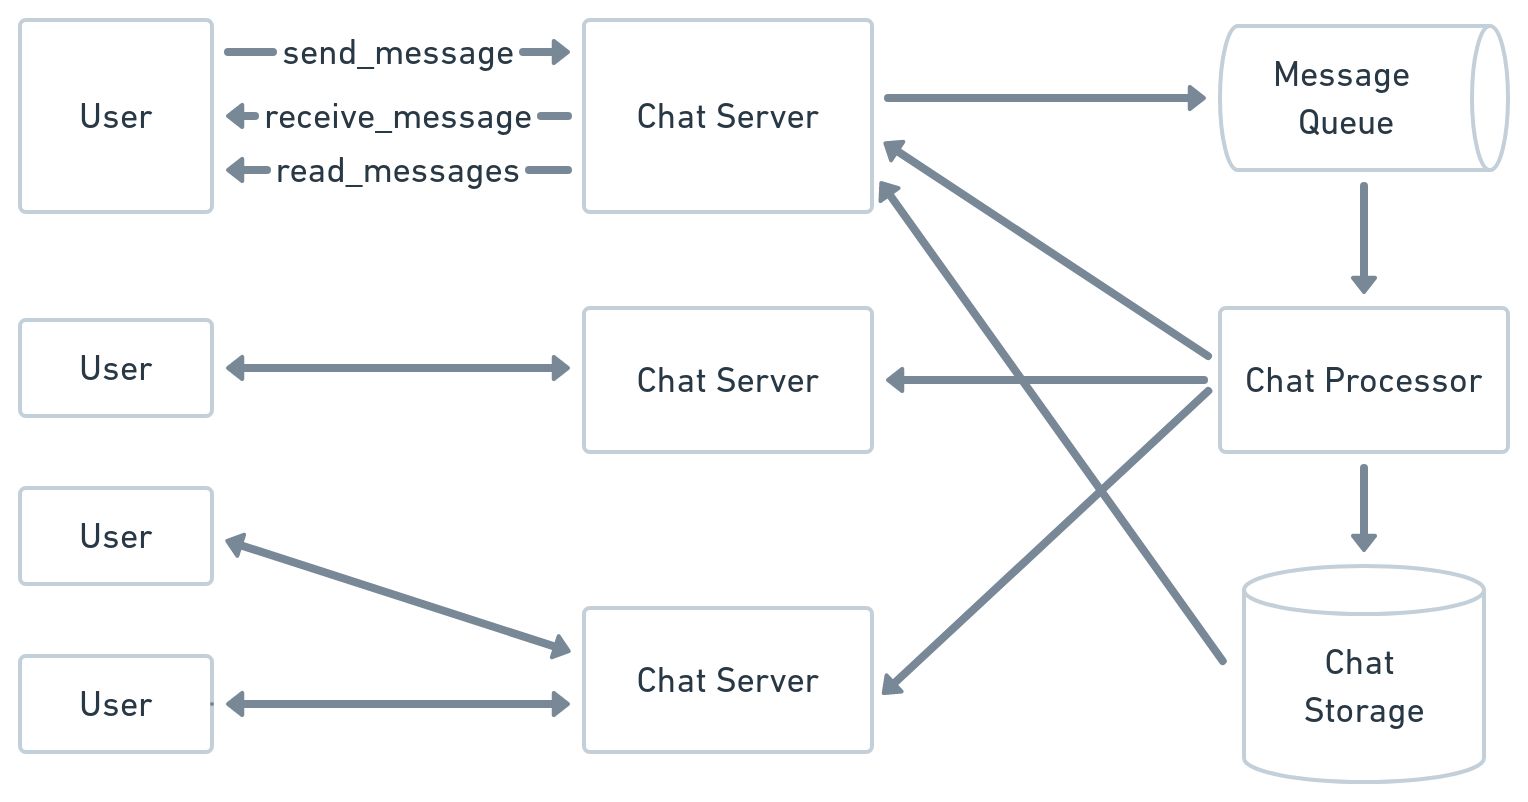 User
send_message
receive_message
read_messages
Chat Server
Message
Queue
User
Chat Server
Chat Processor
User
User
Chat Server
Chat
Storage